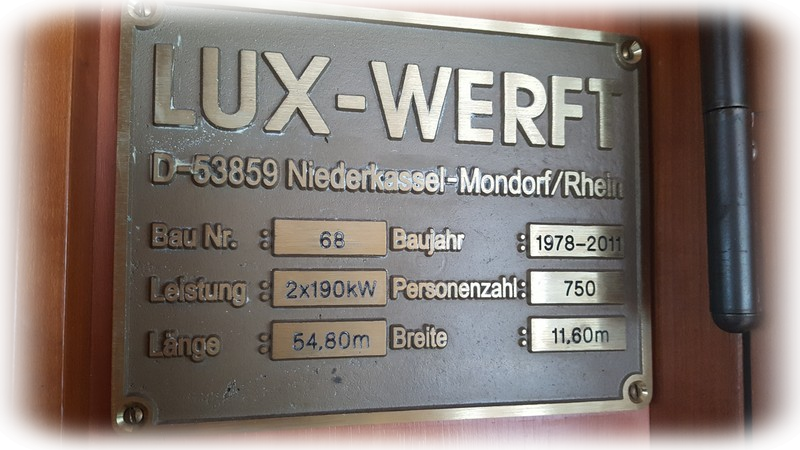 LUX-WERFT
D-53859 Niederkassel-Mondorf/Rhein
Bau Nr. : 68 Baujahr : 1978-2011
Leistung : 2x190kW Personenzahl : 750
Länge : 54,80m Breite : 11,60m